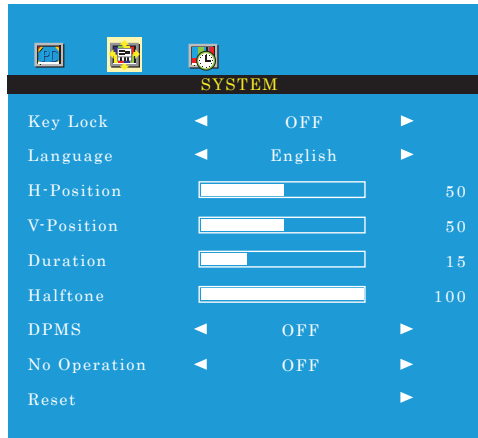 PIP
SYSTEM
Key Lock OFF
Language English
H-Position 50
V-Position 50
Duration 15
Halftone 100
DPMS OFF
No Operation OFF
Reset